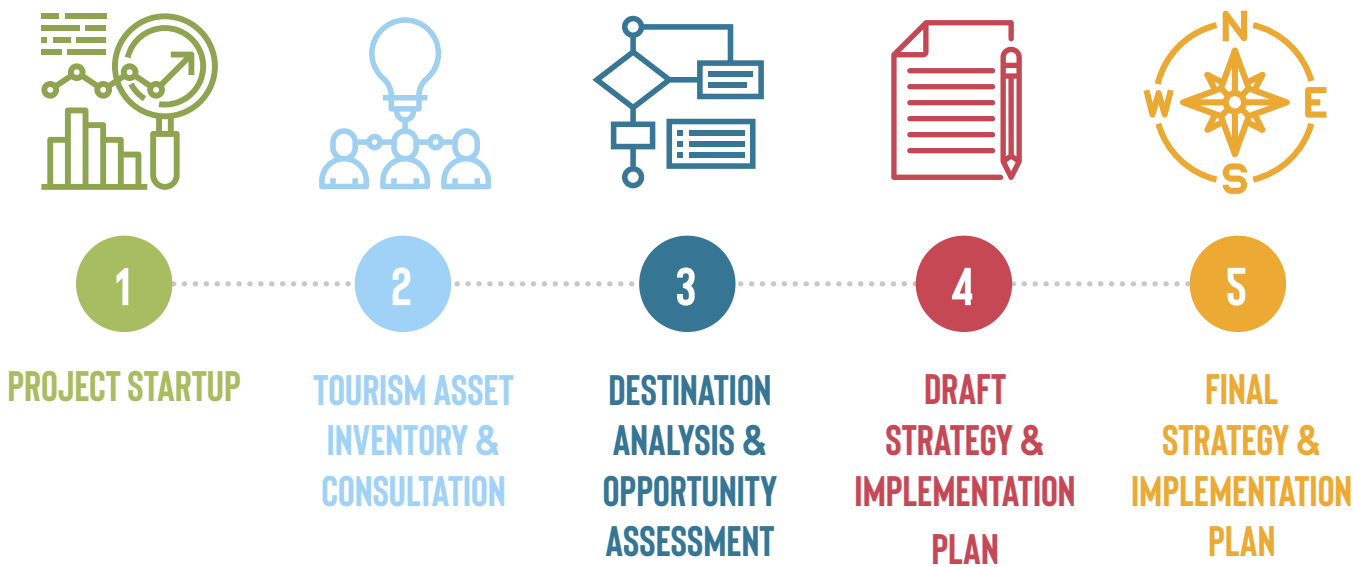 N
W
E
S
1
2
3
4
5
PROJECT STARTUP
TOURISM ASSET
INVENTORY &
CONSULTATION
DESTINATION
ANALYSIS &
OPPORTUNITY
ASSESSMENT
DRAFT
STRATEGY &
IMPLEMENTATION
PLAN
FINAL
STRATEGY &
IMPLEMENTATION
PLAN